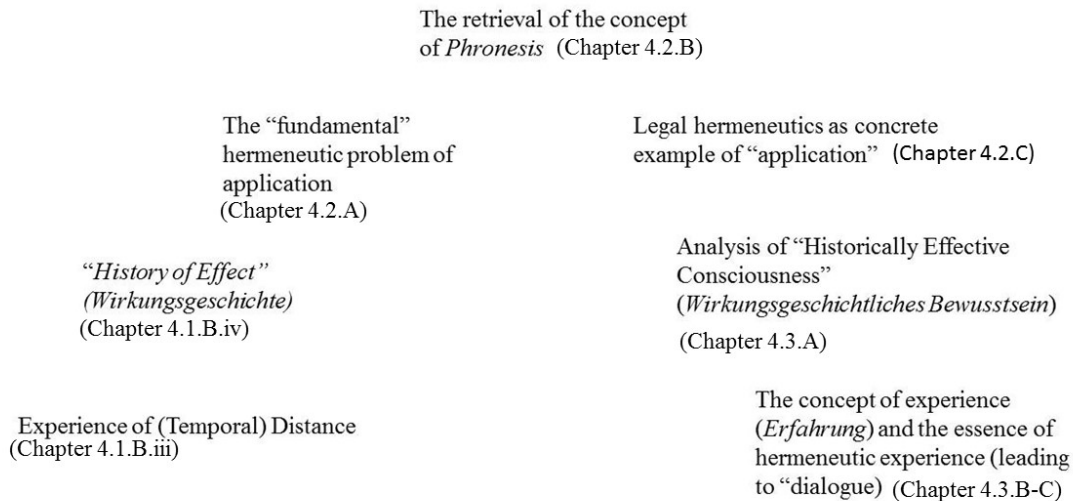 The retrieval of the concept
of Phronesis (Chapter 4.2.B)
The “fundamental”
hermeneutic problem of
application
(Chapter 4.2.A)
Legal hermeneutics as concrete
example of “application” (Chapter 4.2.C)
“History of Effect”
(Wirkungsgeschichte)
(Chapter 4.1.B.iv)
Analysis of “Historically Effective
Consciousness”
(Wirkungsgeschichtliches Bewusstsein)
(Chapter 4.3.A)
Experience of (Temporal) Distance
(Chapter 4.1.B.iii)
The concept of experience
(Erfahrung) and the essence of
hermeneutic experience (leading
to “dialogue) (Chapter 4.3.B-C)